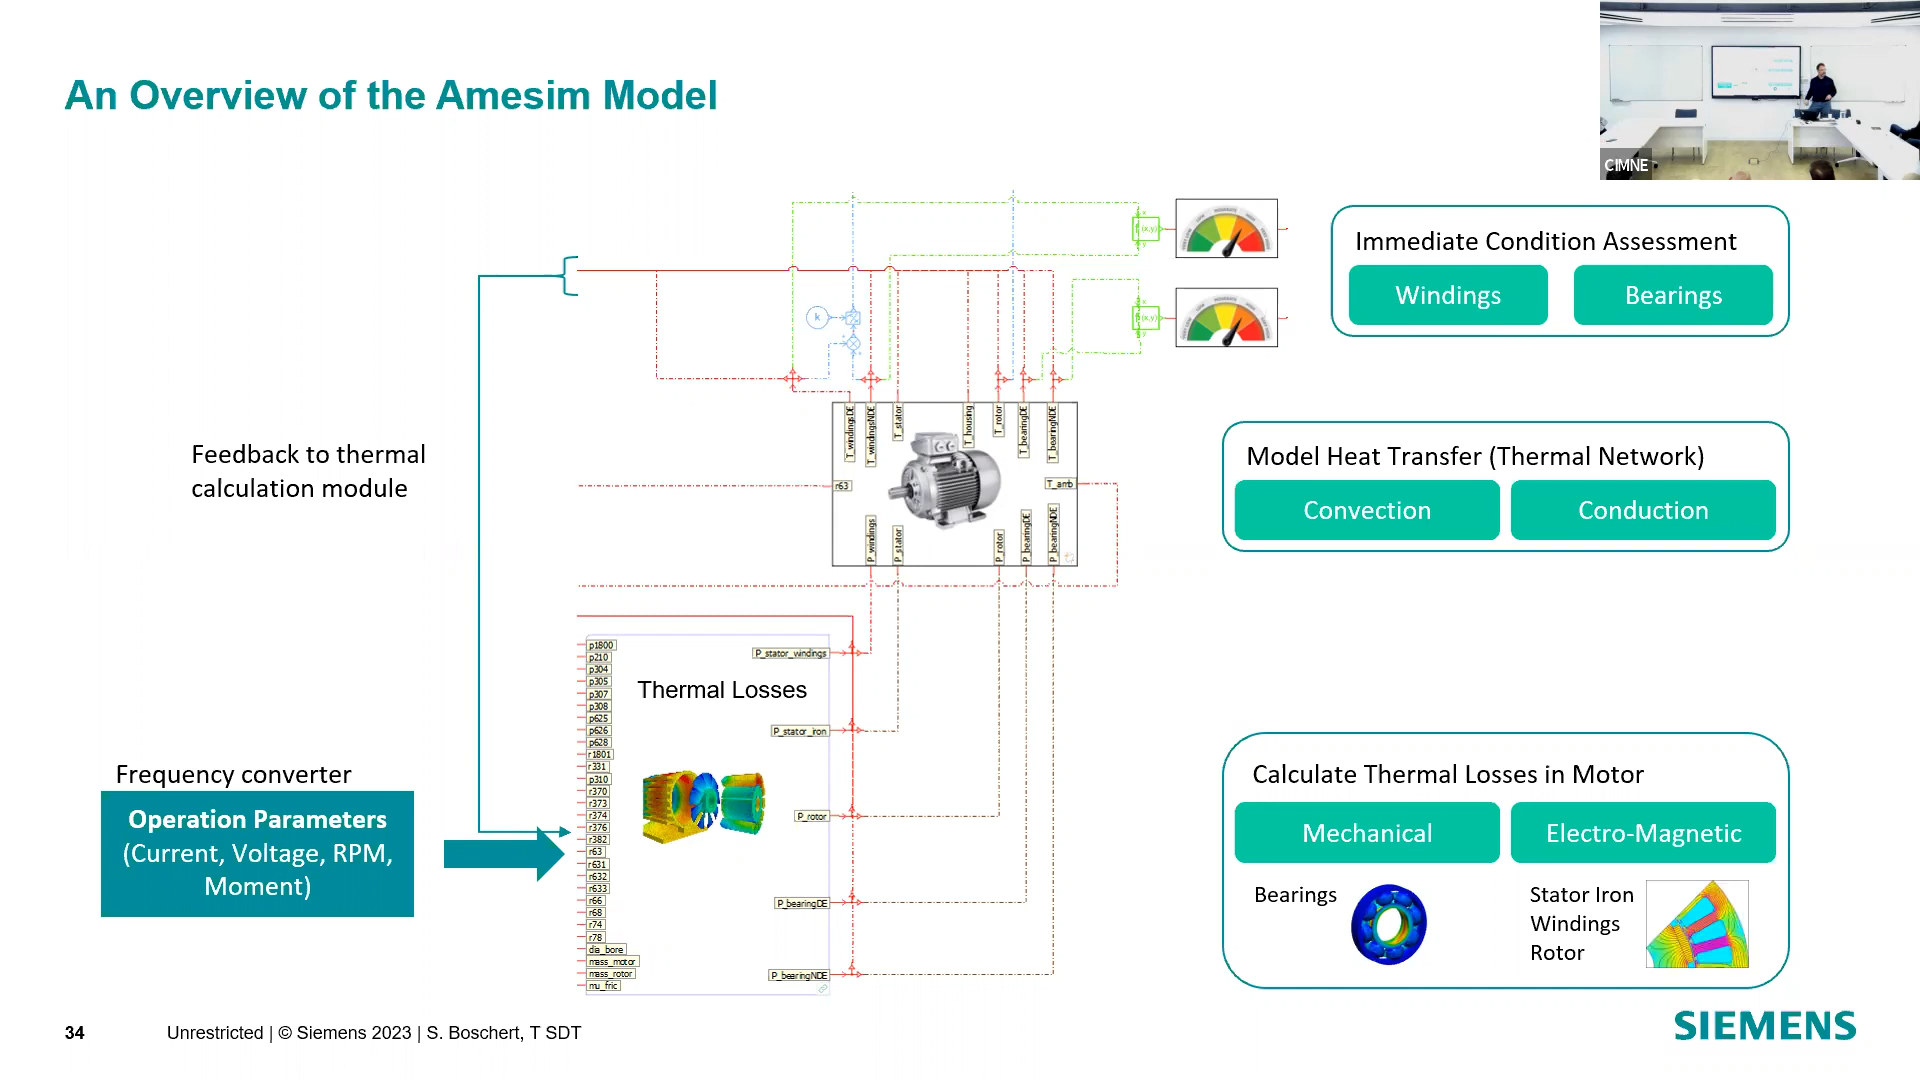 An Overview of the Amesim Model
CIMNE
Immediate Condition Assessment
Windings
Bearings
k
T_windingsDE
T_windingsNDE
T_stator
T_housing
T_rotor
T_bearingDE
T_bearingNDE
r63
T_amb
P_windings
P_stator
P_rotor
P_bearingDE
P_bearingNDE
Feedback to thermal
calculation module
Model Heat Transfer (Thermal Network)
Convection
Conduction
p1800
p210
p304
p305
p307
p308
p625
p626
p628
r1801
r331
p310
r370
r373
r374
r376
r382
r63
r631
r632
r633
r66
r68
r74
r78
dia_bore
mass_motor
mass_rotor
mu_fric
Thermal Losses
P_stator_windings
P_stator_iron
P_rotor
P_bearingDE
P_bearingNDE
Frequency converter
Operation Parameters
(Current, Voltage, RPM,
Moment)
Calculate Thermal Losses in Motor
Mechanical
Electro-Magnetic
Bearings
Stator Iron
Windings
Rotor
34
Unrestricted | © Siemens 2023 | S. Boschert, T SDT
SIEMENS